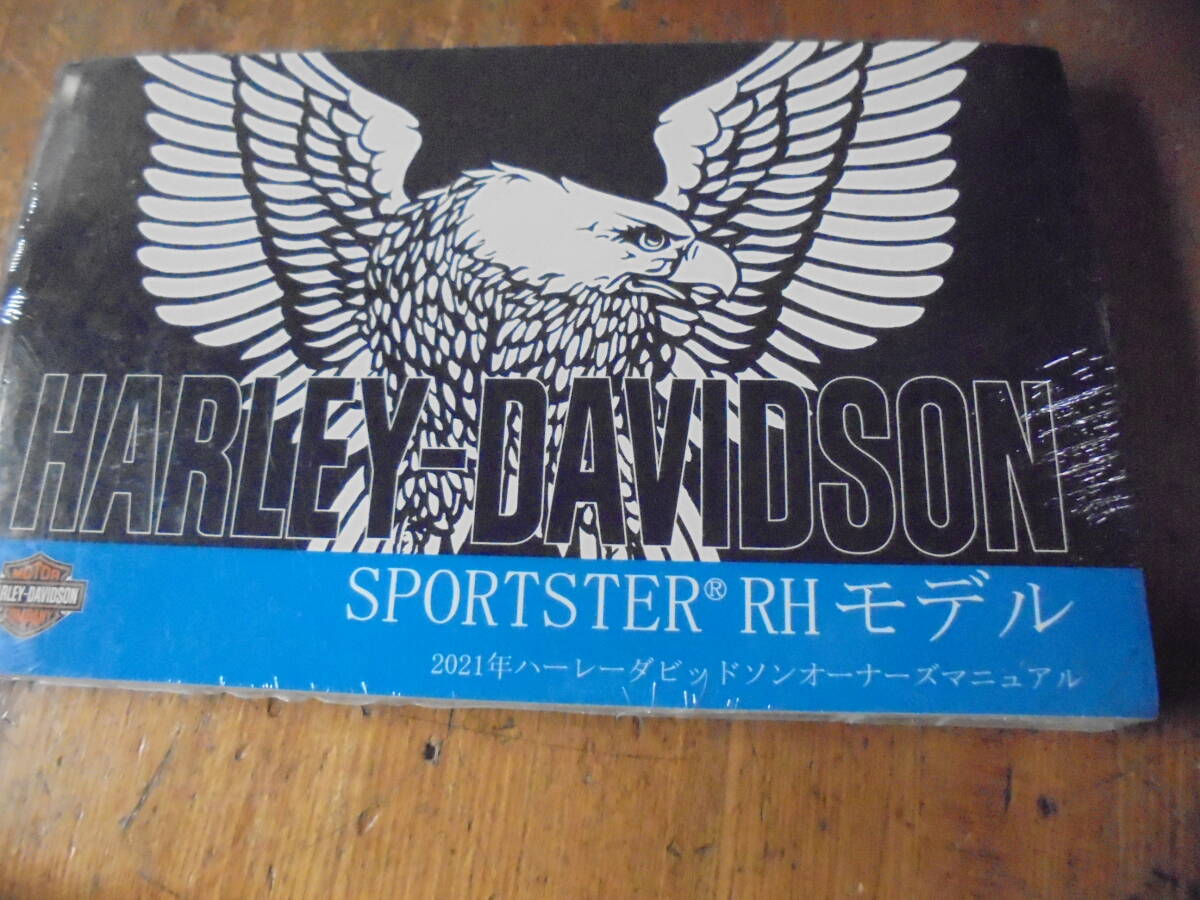 HARLEY-DAVIDSON
MOTOR
HARLEY-DAVIDSON
SPORTSTER® RH モデル
2021年ハーレーダビッドソンオーナーズマニュアル